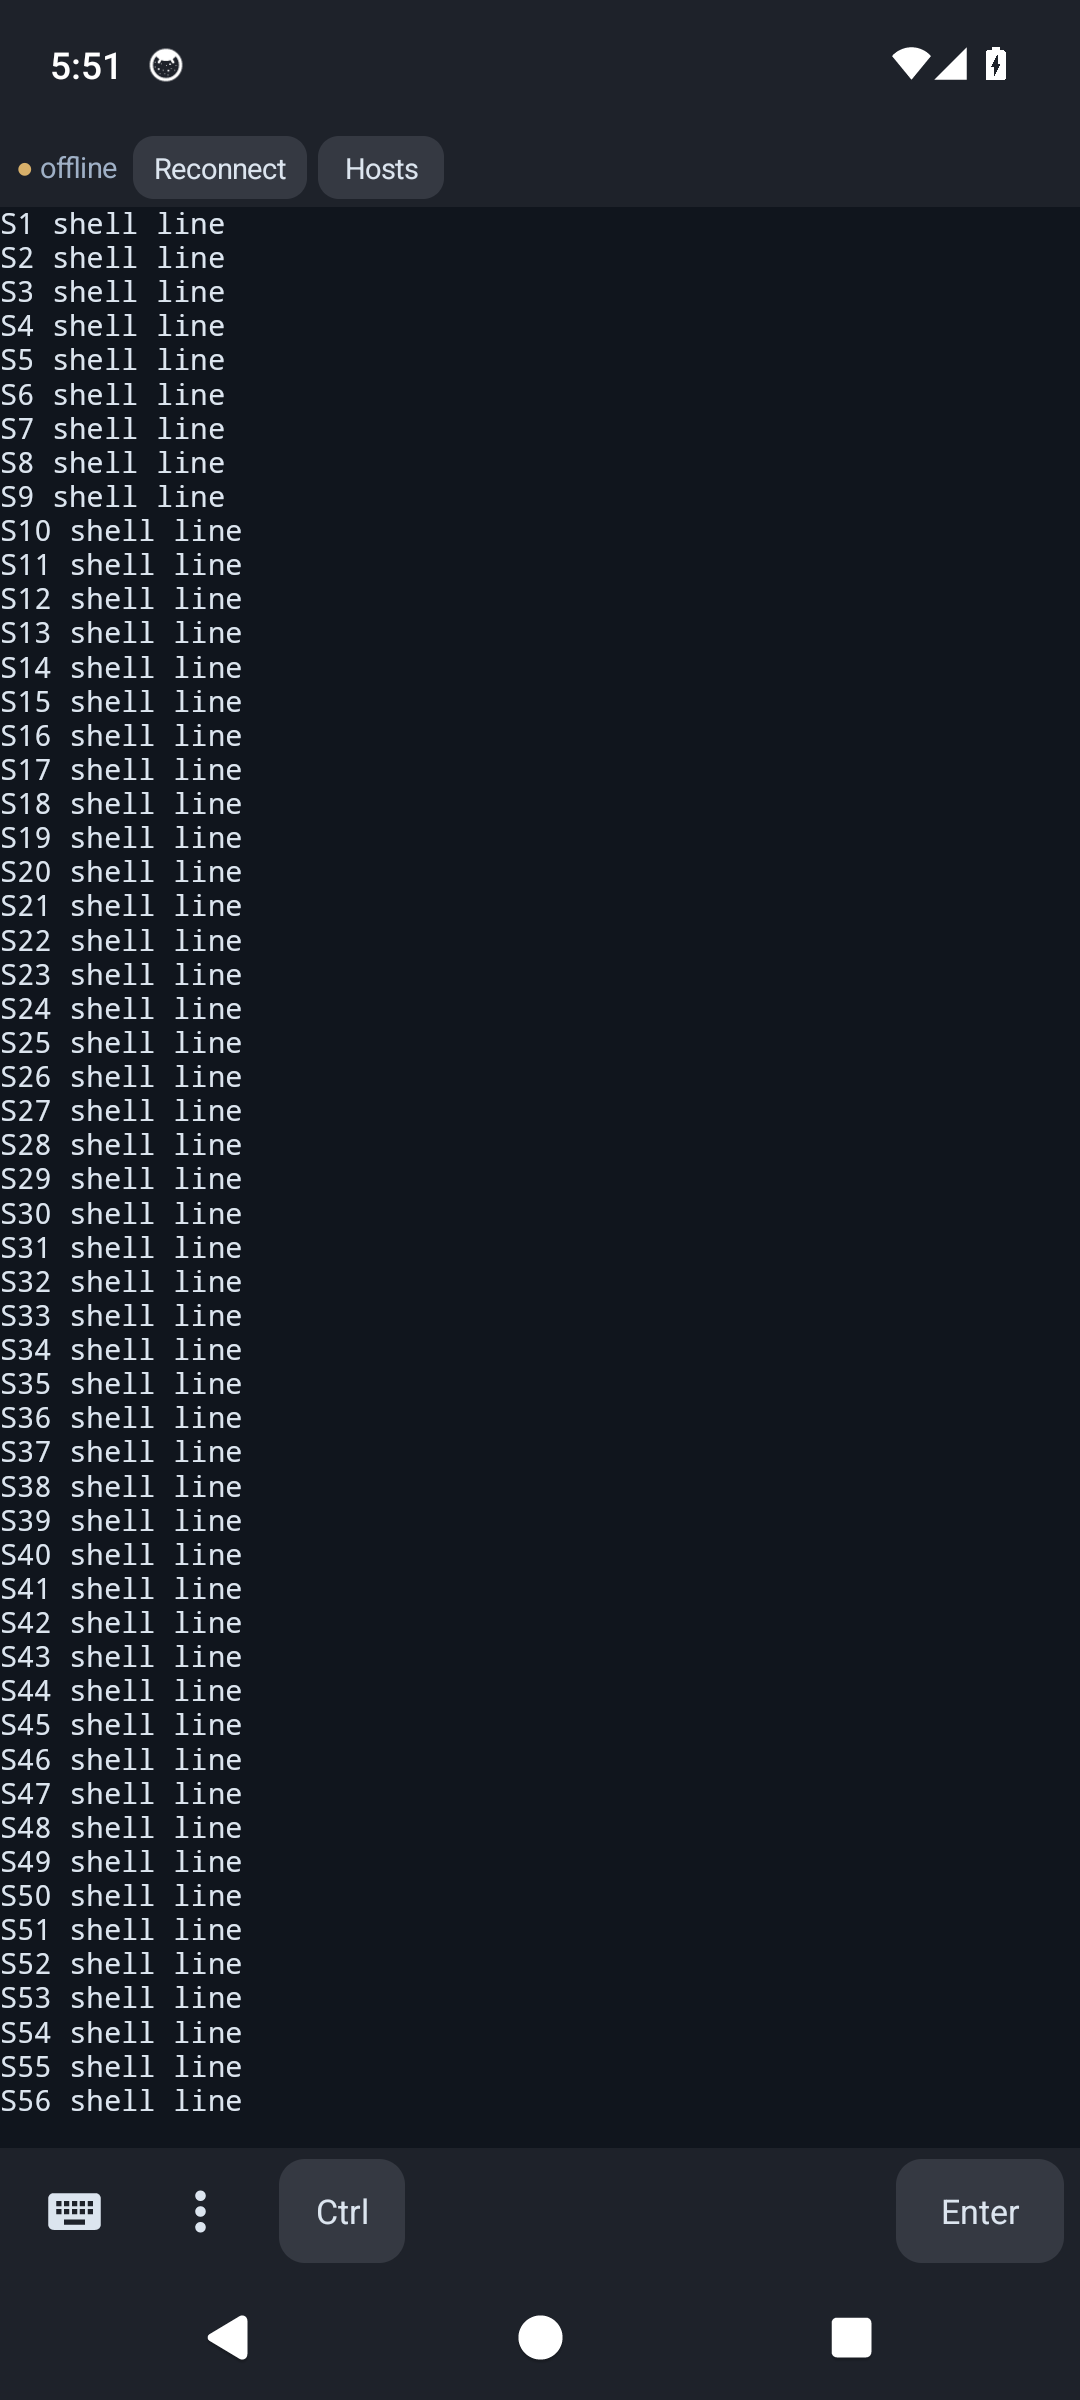 5:51
offline Reconnect Hosts
S1 shell line
S2 shell line
S3 shell line
S4 shell line
S5 shell line
S6 shell line
S7 shell line
S8 shell line
S9 shell line
S10 shell line
S11 shell line
S12 shell line
S13 shell line
S14 shell line
S15 shell line
S16 shell line
S17 shell line
S18 shell line
S19 shell line
S20 shell line
S21 shell line
S22 shell line
S23 shell line
S24 shell line
S25 shell line
S26 shell line
S27 shell line
S28 shell line
S29 shell line
S30 shell line
S31 shell line
S32 shell line
S33 shell line
S34 shell line
S35 shell line
S36 shell line
S37 shell line
S38 shell line
S39 shell line
S40 shell line
S41 shell line
S42 shell line
S43 shell line
S44 shell line
S45 shell line
S46 shell line
S47 shell line
S48 shell line
S49 shell line
S50 shell line
S51 shell line
S52 shell line
S53 shell line
S54 shell line
S55 shell line
S56 shell line
Ctrl Enter